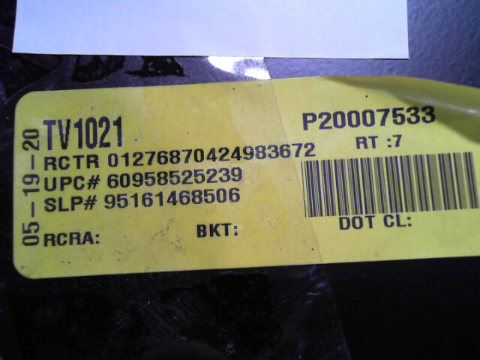 05-19-20
TV1021
P20007533
RCTR 01276870424983672
RT :7
UPC# 60958525239
SLP# 95161468506
RCRA:
BKT:
DOT CL: